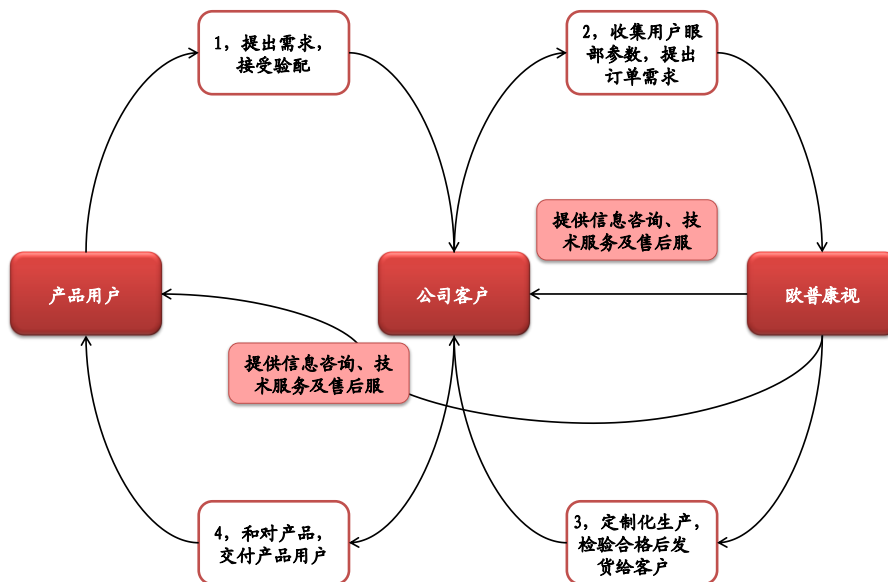 1，提出需求，
接受验配
2，收集用户眼
部参数，提出
订单需求
提供信息咨询、技
术服务及售后服
产品用户
公司客户
欧普康视
提供信息咨询、技
术服务及售后服
4，和对产品，
交付产品用户
3，定制化生产，
检验合格后发
货给客户